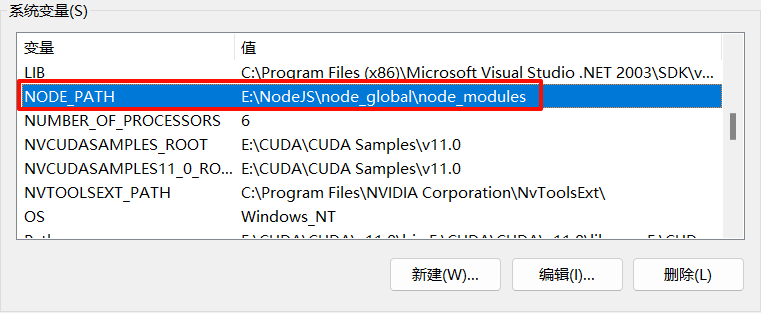 系统变量(S)
变量 值
LIB C:\Program Files (x86)\Microsoft Visual Studio .NET 2003\SDK\v...
NODE_PATH E:\NodeJS\node_global\node_modules
NUMBER_OF_PROCESSORS 6
NVCUDASAMPLES_ROOT E:\CUDA\CUDA Samples\v11.0
NVCUDASAMPLES11_0_RO... E:\CUDA\CUDA Samples\v11.0
NVTOOLSEXT_PATH C:\Program Files\NVIDIA Corporation\NvToolsExt\
OS Windows_NT
新建(W)... 编辑(I)... 删除(L)